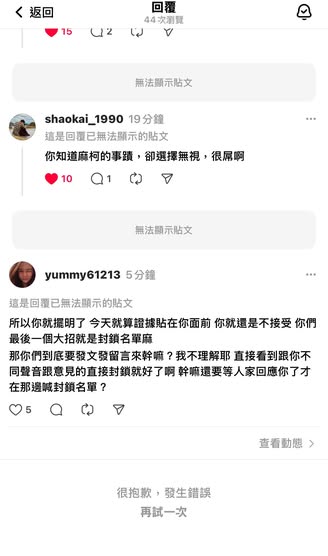 返回
回覆
44次瀏覽
15
2
無法顯示貼文
shaokai_1990 19分鐘
這是回覆已無法顯示的貼文
你知道麻柯的事蹟，卻選擇無視，很屌啊
10
1
無法顯示貼文
yummy61213 5分鐘
這是回覆已無法顯示的貼文
所以你就擺明了 今天就算證據貼在你面前 你就還是不接受 你們
最後一個大招就是封鎖名單麻
那你們到底要發文發留言來幹嘛？我不理解耶 直接看到跟你不
同聲音跟意見的直接封鎖就好了啊 幹嘛還要等人家回應你了才
在那邊喊封鎖名單？
5
查看動態
很抱歉，發生錯誤
再試一次